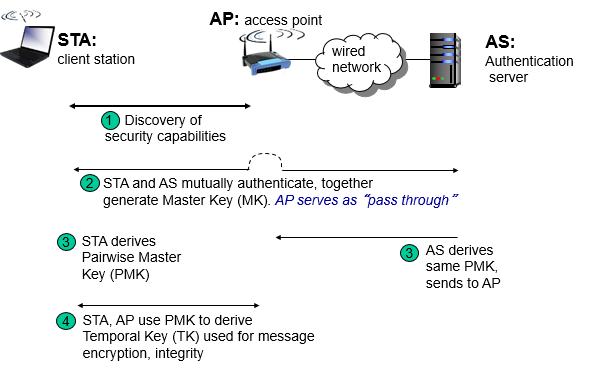 STA:
client station
AP: access point
wired
network
AS:
Authentication
server
1 Discovery of
security capabilities
2 STA and AS mutually authenticate, together
generate Master Key (MK). AP serves as “pass through”
3 STA derives
Pairwise Master
Key (PMK)
3 AS derives
same PMK,
sends to AP
4 STA, AP use PMK to derive
Temporal Key (TK) used for message
encryption, integrity